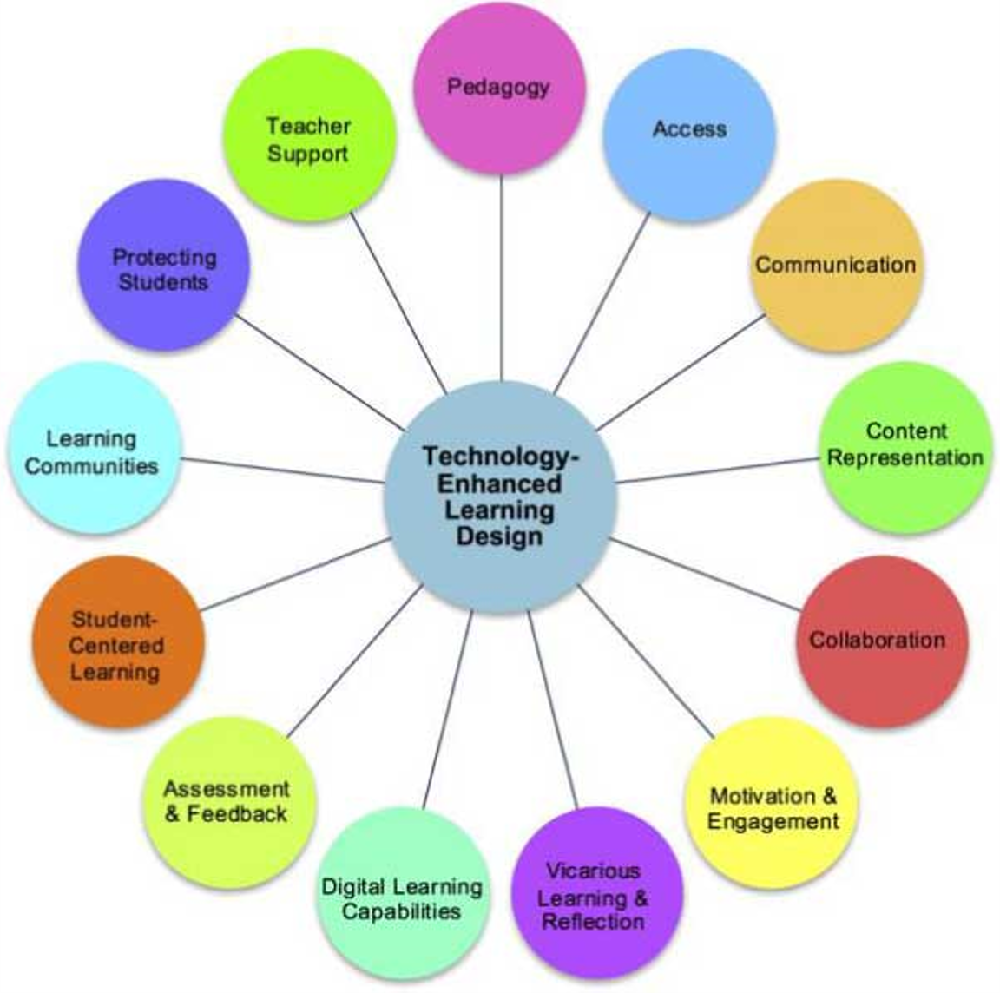 Pedagogy
Access
Communication
Content
Representation
Collaboration
Motivation &
Engagement
Vicarious
Learning &
Reflection
Digital Learning
Capabilities
Assessment
& Feedback
Student-
Centered
Learning
Learning
Communities
Protecting
Students
Teacher
Support
Technology-
Enhanced
Learning
Design